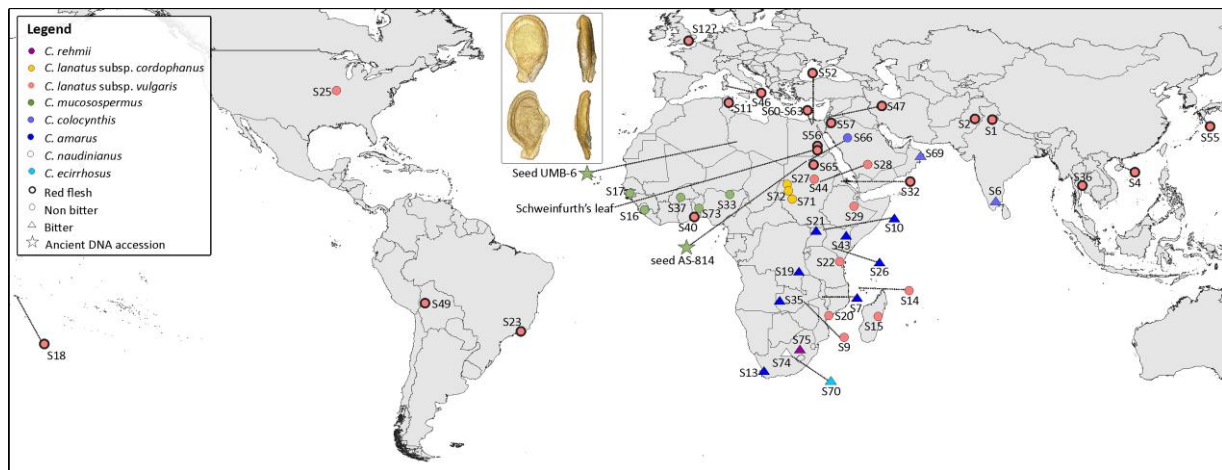 Legend
C. rehmii
C. lanatus subsp. cordophanus
C. lanatus subsp. vulgaris
C. mucosospermus
C. colocynthis
C. amarus
C. naudinianus
C. ecirrhosus
Red flesh
Non bitter
Bitter
Ancient DNA accession
S127
S52
S25
S46
S47
S11
S60
S63
S57
S2
S1
S55
S56
S66
S69
Seed UMB-6
S65
S28
S4
S27
S44
S32
S36
S17
S6
Schweinfurth's leaf
S37
S33
S72
S71
S16
S73
S29
S40
S21
S10
S43
seed AS-814
S22
S26
S19
S49
S35
S14
S7
S23
S20
S15
S18
S9
S75
S74
S13
S70